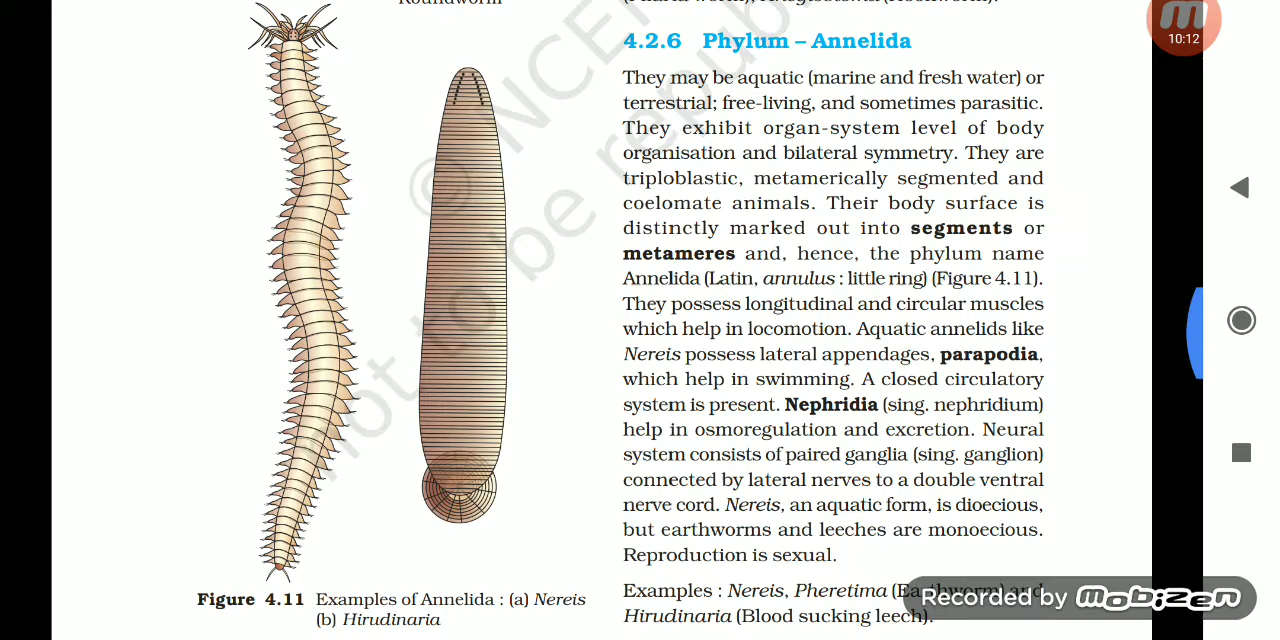 4.2.6 Phylum – Annelida
They may be aquatic (marine and fresh water) or
terrestrial; free-living, and sometimes parasitic.
They exhibit organ-system level of body
organisation and bilateral symmetry. They are
triploblastic, metamerically segmented and
coelomate animals. Their body surface is
distinctly marked out into segments or
metameres and, hence, the phylum name
Annelida (Latin, annulus : little ring) (Figure 4.11).
They possess longitudinal and circular muscles
which help in locomotion. Aquatic annelids like
Nereis possess lateral appendages, parapodia,
which help in swimming. A closed circulatory
system is present. Nephridia (sing. nephridium)
help in osmoregulation and excretion. Neural
system consists of paired ganglia (sing. ganglion)
connected by lateral nerves to a double ventral
nerve cord. Nereis, an aquatic form, is dioecious,
but earthworms and leeches are monoecious.
Reproduction is sexual.
Examples : Nereis, Pheretima (Earthworm) and
Hirudinaria (Blood sucking leech).
Figure 4.11 Examples of Annelida : (a) Nereis
(b) Hirudinaria
© NCE
not to be repub
m
10:12
Recorded by mobizen